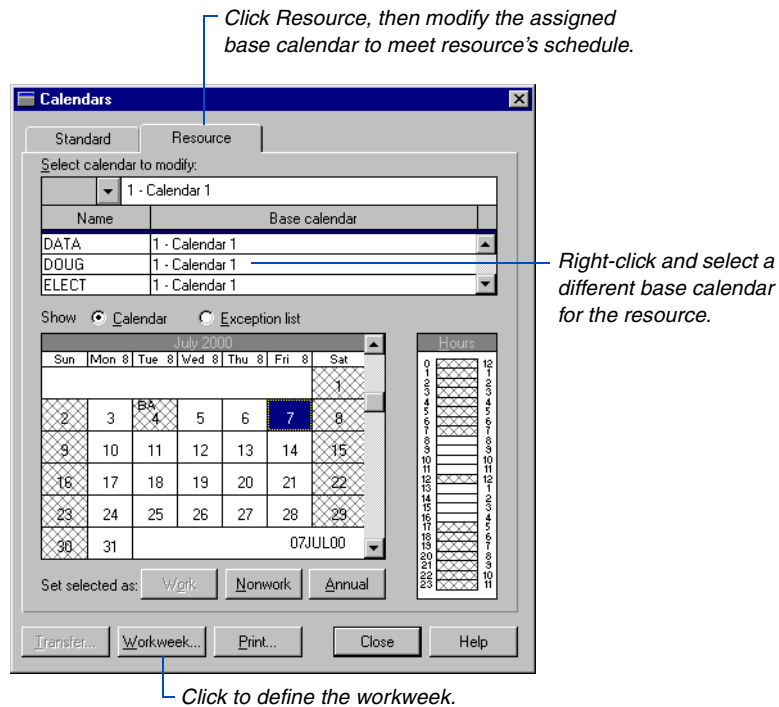 Click Resource, then modify the assigned
base calendar to meet resource's schedule.
Calendars
Standard Resource
Select calendar to modify:
1 - Calendar 1
Name Base calendar
DATA 1 - Calendar 1
DOUG 1 - Calendar 1
ELECT 1 - Calendar 1
Right-click and select a
different base calendar
for the resource.
Show Calendar Exception list
July 2000
Sun Mon 8 Tue 8 Wed 8 Thu 8 Fri 8 Sat
1
2 3 BA 4 5 6 7 8
9 10 11 12 13 14 15
16 17 18 19 20 21 22
23 24 25 26 27 28 29
30 31 07JUL00
Hours
0 12
1 1
2 2
3 3
4 4
5 5
6 6
7 7
8 8
9 9
10 10
11 11
12 12
13 1
14 2
15 3
16 4
17 5
18 6
19 7
20 8
21 9
22 10
23 11
Set selected as: Work Nonwork Annual
Transfer... Workweek... Print... Close Help
Click to define the workweek.